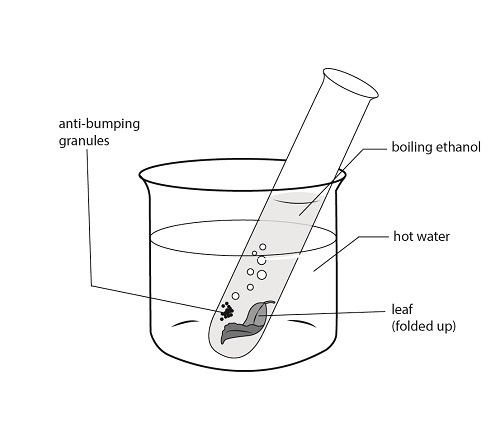 anti-bumping
granules
boiling ethanol
hot water
leaf
(folded up)